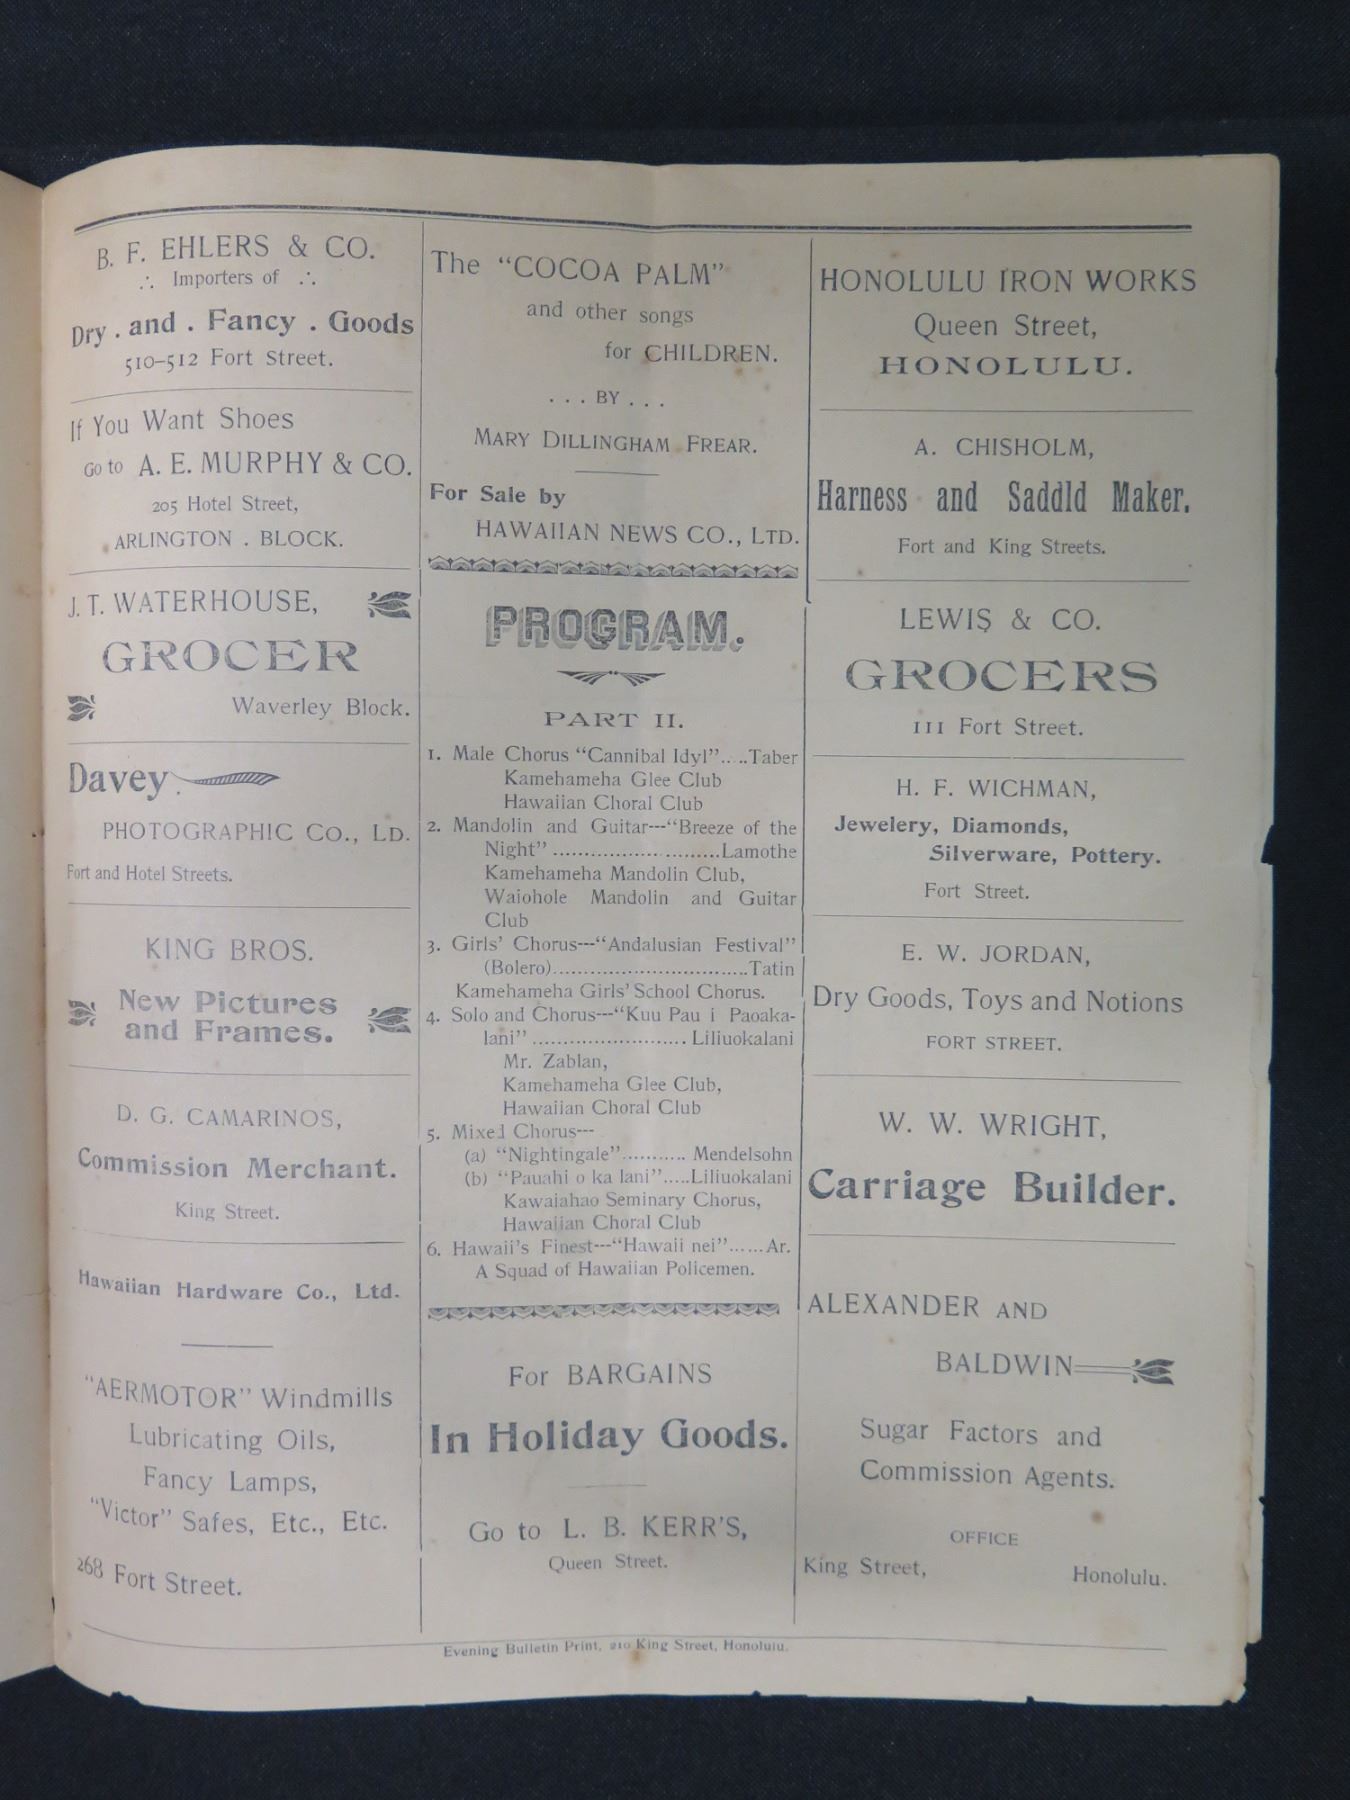 B. F. EHLERS & CO.
∴ Importers of ∴
Dry . and . Fancy . Goods
510–512 Fort Street.
If You Want Shoes
Go to A. E. MURPHY & CO.
205 Hotel Street,
ARLINGTON . BLOCK.
J. T. WATERHOUSE,
GROCER
Waverley Block.
Davey
PHOTOGRAPHIC CO., LD.
Fort and Hotel Streets.
KING BROS.
New Pictures
and Frames.
D. G. CAMARINOS,
Commission Merchant.
King Street.
Hawaiian Hardware Co., Ltd.
"AERMOTOR" Windmills
Lubricating Oils,
Fancy Lamps,
"Victor" Safes, Etc., Etc.
268 Fort Street.
The "COCOA PALM"
and other songs
for CHILDREN.
. . . BY . . .
MARY DILLINGHAM FREAR.
For Sale by
HAWAIIAN NEWS CO., LTD.
PROGRAM.
PART II.
1. Male Chorus "Cannibal Idyl".....Taber
Kamehameha Glee Club
Hawaiian Choral Club
2. Mandolin and Guitar---"Breeze of the
Night" ...........................Lamothe
Kamehameha Mandolin Club,
Waiohole Mandolin and Guitar
Club
3. Girls' Chorus---"Andalusian Festival"
(Bolero)...............................Tatin
Kamehameha Girls' School Chorus.
4. Solo and Chorus---"Kuu Pau i Paoaka-
lani" ......................... Liliuokalani
Mr. Zablan,
Kamehameha Glee Club,
Hawaiian Choral Club
5. Mixed Chorus---
(a) "Nightingale"........... Mendelsohn
(b) "Pauahi o ka lani".....Liliuokalani
Kawaiahao Seminary Chorus,
Hawaiian Choral Club
6. Hawaii's Finest---"Hawaii nei"......Ar.
A Squad of Hawaiian Policemen.
For BARGAINS
In Holiday Goods.
Go to L. B. KERR'S,
Queen Street.
HONOLULU IRON WORKS
Queen Street,
HONOLULU.
A. CHISHOLM,
Harness and Saddld Maker.
Fort and King Streets.
LEWIS & CO.
GROCERS
111 Fort Street.
H. F. WICHMAN,
Jewelery, Diamonds,
Silverware, Pottery.
Fort Street.
E. W. JORDAN,
Dry Goods, Toys and Notions
FORT STREET.
W. W. WRIGHT,
Carriage Builder.
ALEXANDER AND
BALDWIN
Sugar Factors and
Commission Agents.
OFFICE
King Street, Honolulu.
Evening Bulletin Print, 210 King Street, Honolulu.